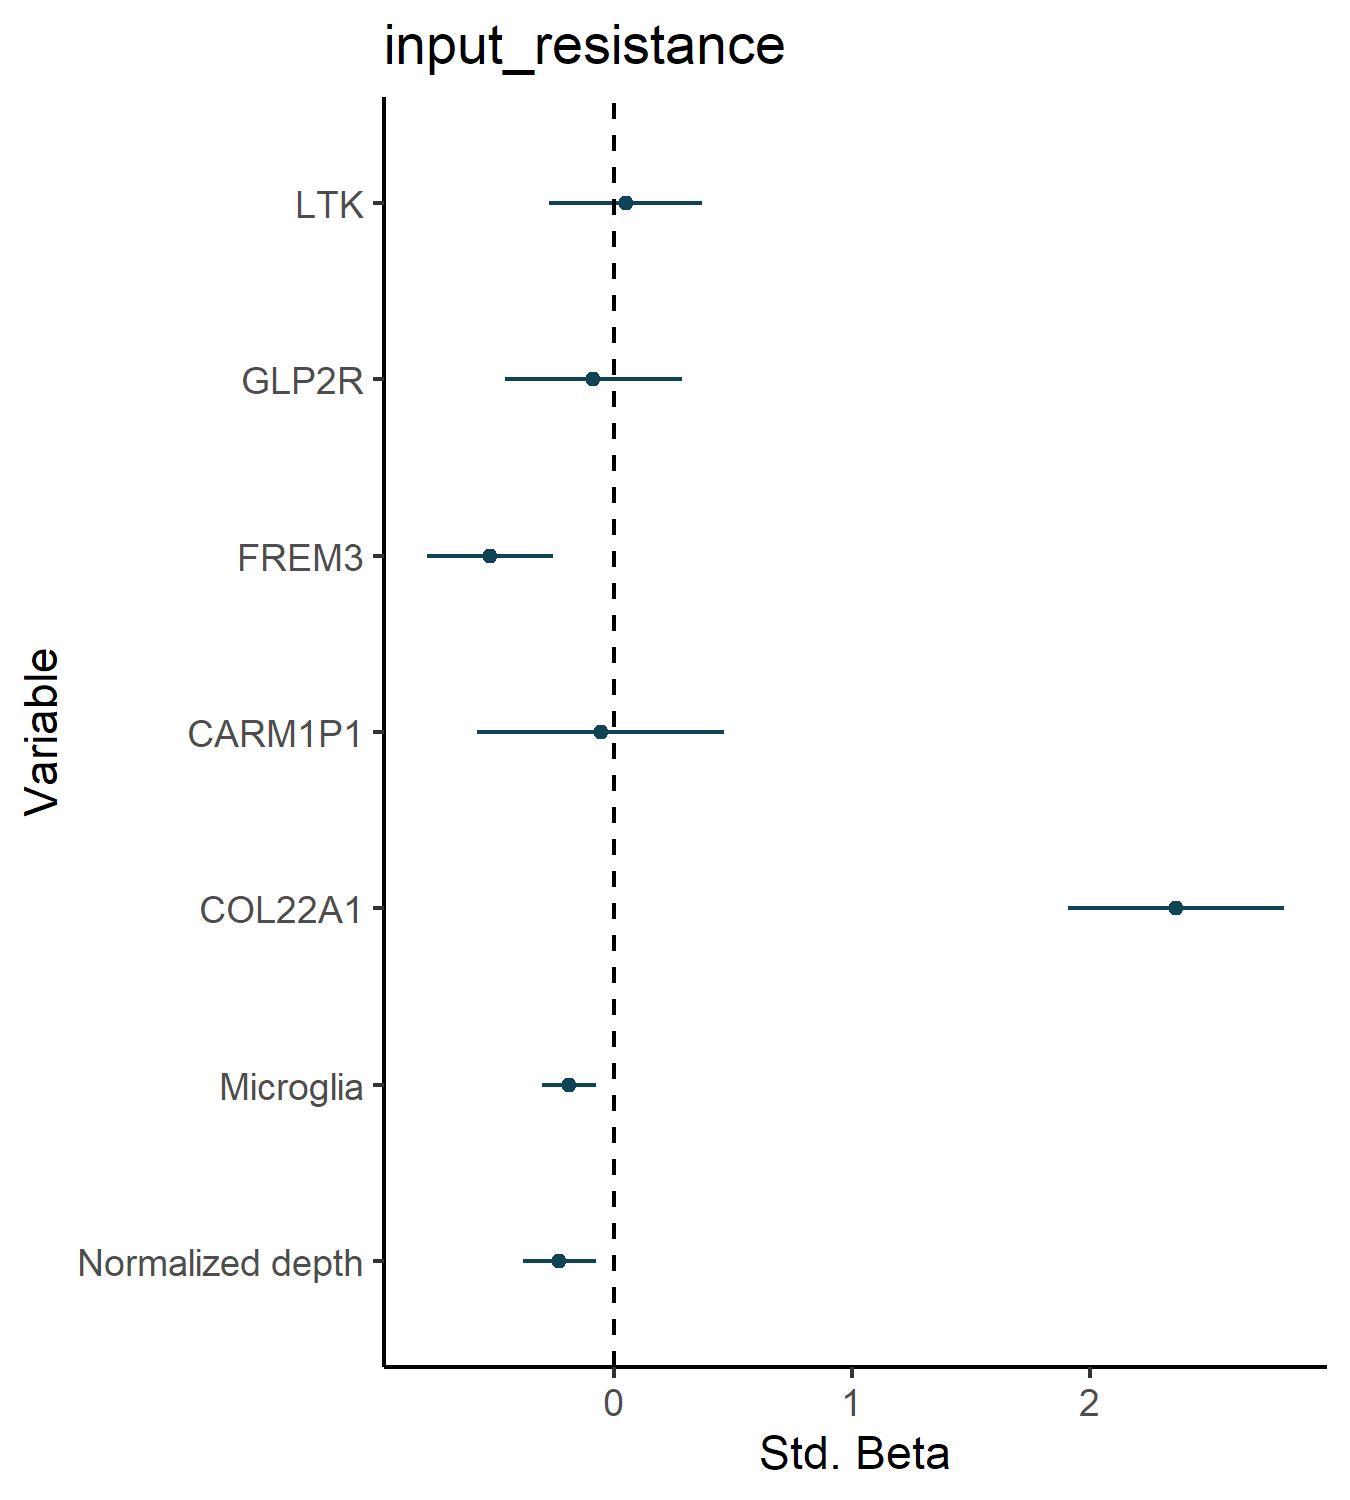 input_resistance
LTK
GLP2R
FREM3
CARM1P1
COL22A1
Microglia
Normalized depth
Variable
0 1 2
Std. Beta